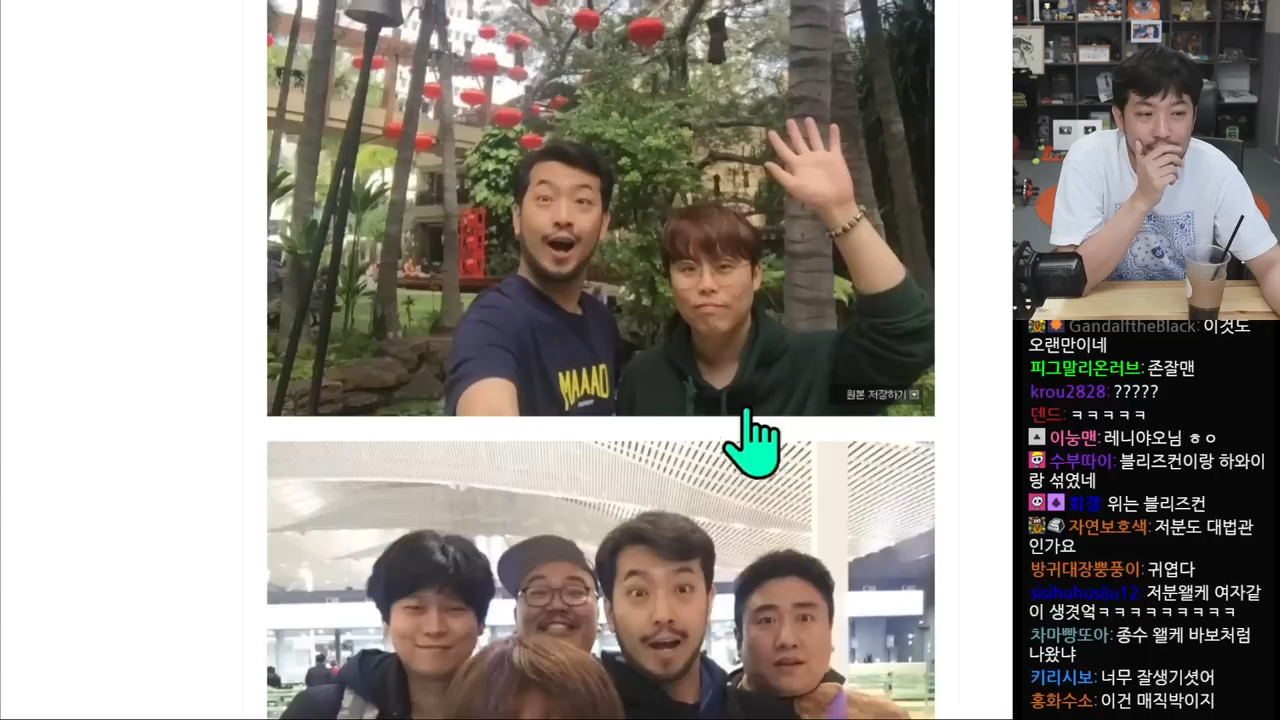 MAAAD
원본 저장하기
GandalftheBlack: 이것도
오랜만이네
피그말리온러브: 존잘맨
krou2828: ?????
덴드: ㅋㅋㅋㅋㅋ
이눙맨: 레니아오님 ㅎㅇ
수부따이: 블리즈컨이랑 하와이
랑 섞였네
위는 블리즈컨
자연보호색: 저분도 대법관
인가요
방귀대장뿡풍이: 귀엽다
sisihuhusiju12: 저분왤케 여자같
이 생겻엌ㅋㅋㅋㅋㅋㅋㅋㅋㅋ
차마빵또아: 종수 왤케 바보처럼
나왔냐
키리시보: 너무 잘생기셧어
홍화수소: 이건 매직박이지